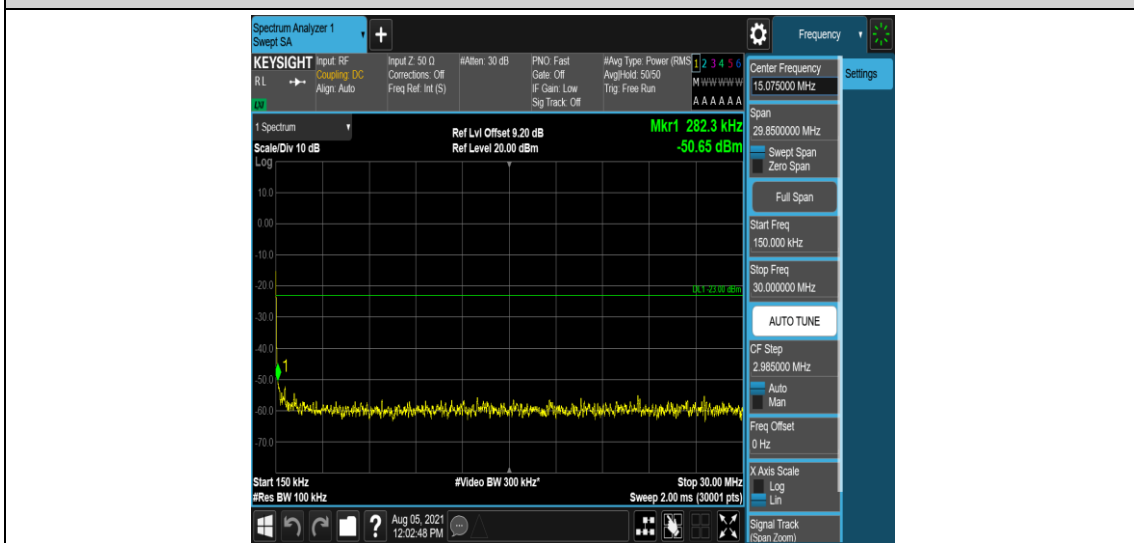 Spectrum Analyzer 1
Swept SA
+
Frequency
KEYSIGHT
RL
LXI
Input: RF
Coupling: DC
Align: Auto
Input Z: 50 Ω
Corrections: Off
Freq Ref: Int (S)
#Atten: 30 dB
PNO: Fast
Gate: Off
IF Gain: Low
Sig Track: Off
#Avg Type: Power (RMS
Avg|Hold: 50/50
Trig: Free Run
1 2 3 4 5 6
M W W W W W
A A A A A A
1 Spectrum
Scale/Div 10 dB
Ref Lvl Offset 9.20 dB
Ref Level 20.00 dBm
Mkr1 282.3 kHz
-50.65 dBm
Log
10.0
0.00
-10.0
-20.0
DL1 -23.00 dBm
-30.0
-40.0
1
-50.0
-60.0
-70.0
Start 150 kHz
#Video BW 300 kHz*
Stop 30.00 MHz
#Res BW 100 kHz
Sweep 2.00 ms (30001 pts)
?
Aug 05, 2021
12:02:48 PM
Center Frequency
15.075000 MHz
Settings
Span
29.8500000 MHz
Swept Span
Zero Span
Full Span
Start Freq
150.000 kHz
Stop Freq
30.000000 MHz
AUTO TUNE
CF Step
2.985000 MHz
Auto
Man
Freq Offset
0 Hz
X Axis Scale
Log
Lin
Signal Track
(Span Zoom)